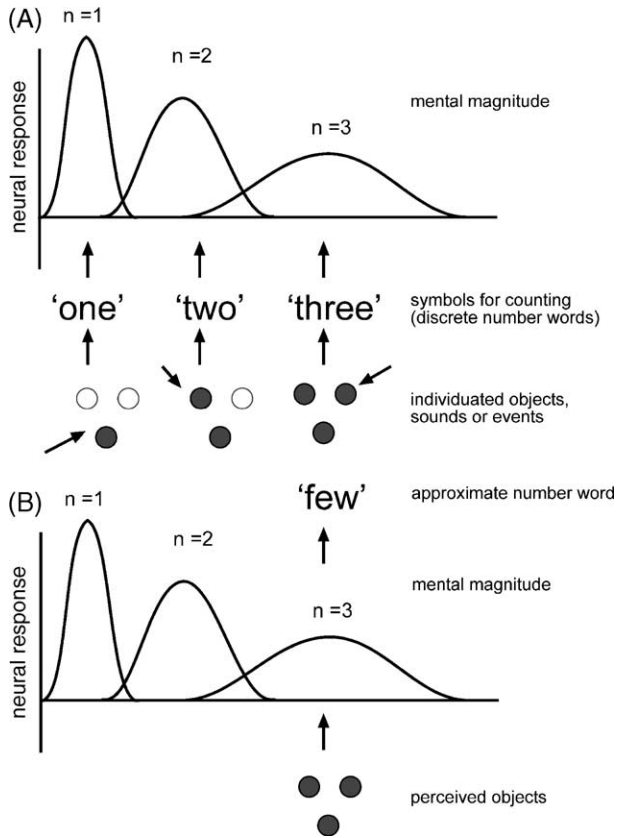 (A)
n =1
n =2
n =3
mental magnitude
neural response
'one'
'two'
'three'
symbols for counting
(discrete number words)
individuated objects,
sounds or events
(B)
n =1
'few'
approximate number word
n =2
mental magnitude
n =3
neural response
perceived objects